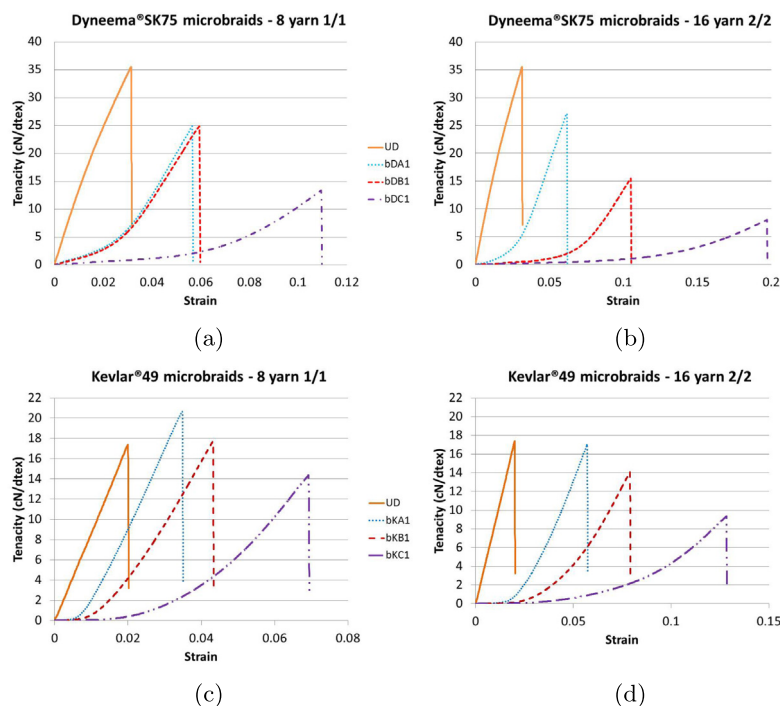 Dyneema®SK75 microbraids - 8 yarn 1/1
Tenacity (cN/dtex)
40
35
30
25
20
15
10
5
0
0 0.02 0.04 0.06 0.08 0.1 0.12
Strain
UD
bDA1
bDB1
bDC1
(a)
Dyneema®SK75 microbraids - 16 yarn 2/2
Tenacity (cN/dtex)
40
35
30
25
20
15
10
5
0
0 0.05 0.1 0.15 0.2
Strain
(b)
Kevlar®49 microbraids - 8 yarn 1/1
Tenacity (cN/dtex)
22
20
18
16
14
12
10
8
6
4
2
0
0 0.02 0.04 0.06 0.08
Strain
UD
bKA1
bKB1
bKC1
(c)
Kevlar®49 microbraids - 16 yarn 2/2
Tenacity (cN/dtex)
22
20
18
16
14
12
10
8
6
4
2
0
0 0.05 0.1 0.15
Strain
(d)